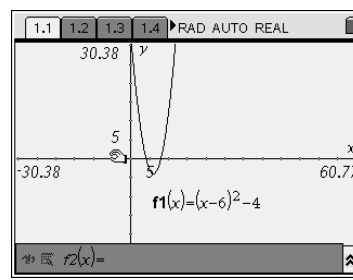 1.1 1.2 1.3 1.4 RAD AUTO REAL
30.38 y
5
x
-30.38 5 60.77
f1(x)=(x-6)²-4
f2(x)=